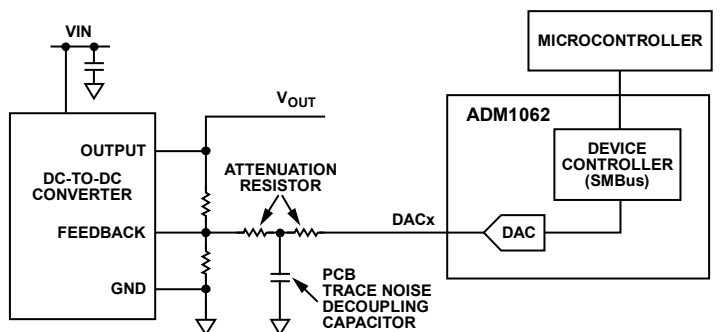 VIN
MICROCONTROLLER
VOUT
ADM1062
OUTPUT
DC-TO-DC
CONVERTER
ATTENUATION
RESISTOR
DEVICE
CONTROLLER
(SMBus)
FEEDBACK
DACx
DAC
GND
PCB
TRACE NOISE
DECOUPLING
CAPACITOR